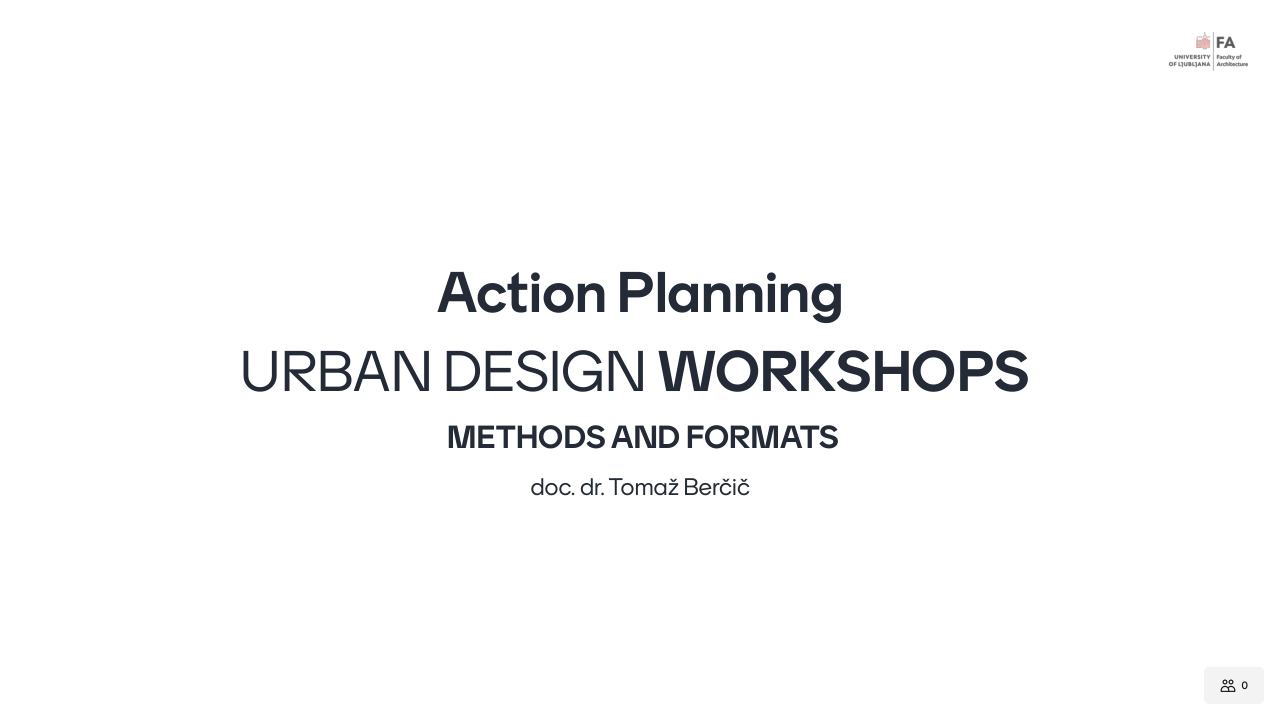 FA
UNIVERSITY
OF LJUBLJANA
Faculty of
Architecture
Action Planning
URBAN DESIGN WORKSHOPS
METHODS AND FORMATS
doc. dr. Tomaž Berčič
0